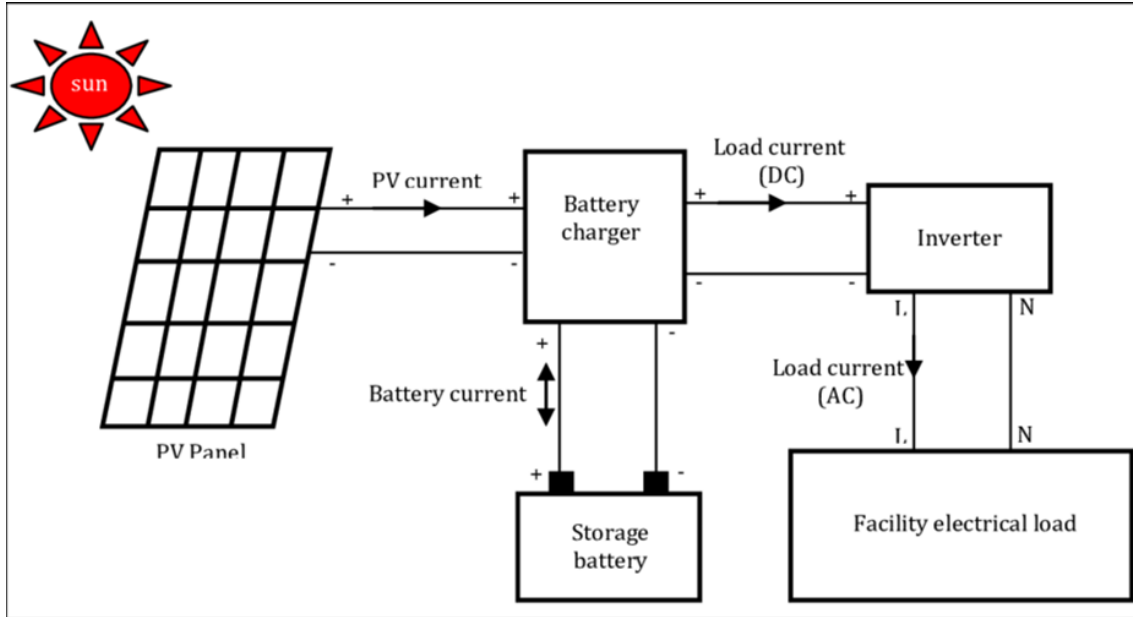 sun
PV current
+
+
-
-
Battery
charger
Load current
(DC)
+
+
-
-
Inverter
L
N
Load current
(AC)
L
N
+
-
Battery current
+
-
Storage
battery
PV Panel
Facility electrical load